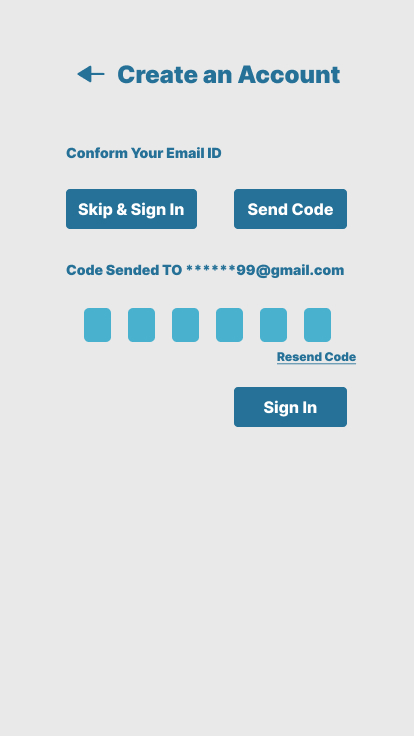 Create an Account
Conform Your Email ID
Skip & Sign In
Send Code
Code Sended TO ******99@gmail.com
Resend Code
Sign In